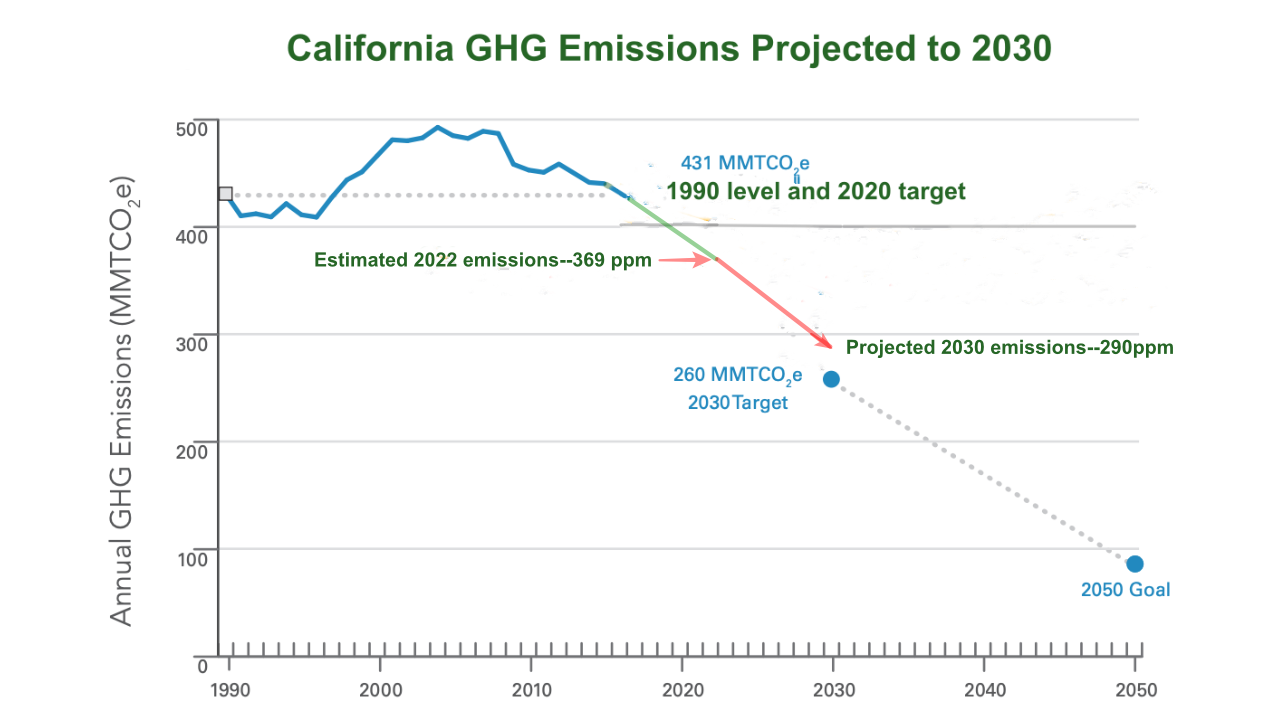 California GHG Emissions Projected to 2030
Annual GHG Emissions (MMTCO2e)
500
400
300
200
100
0
431 MMTCO2e
1990 level and 2020 target
Estimated 2022 emissions--369 ppm
Projected 2030 emissions--290ppm
260 MMTCO2e
2030 Target
2050 Goal
1990 2000 2010 2020 2030 2040 2050